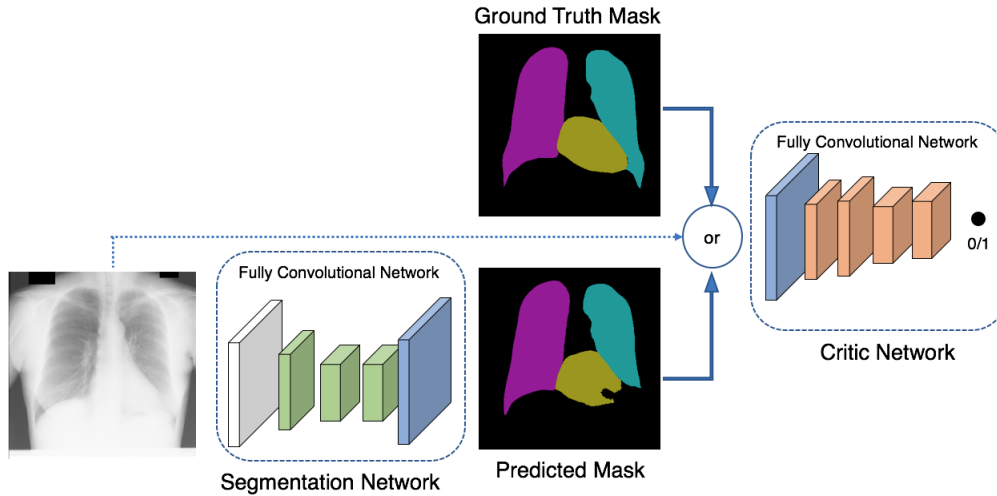 Ground Truth Mask
Fully Convolutional Network
or
0/1
Fully Convolutional Network
Critic Network
Segmentation Network
Predicted Mask